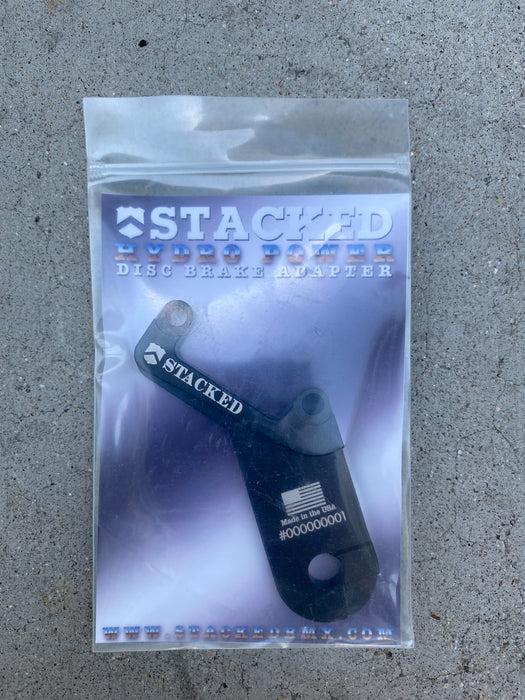 STACKED
HYDRO POWER
DISC BRAKE ADAPTER
STACKED
Made in the USA
#000000001
WWW.STACKEDBMX.COM